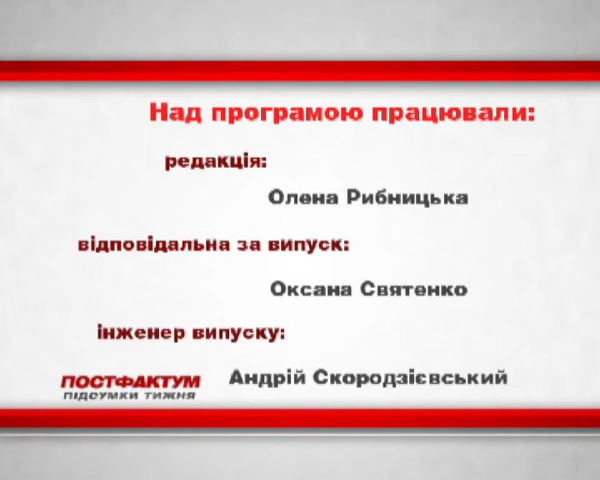 Над програмою працювали:
редакція:
Олена Рибницька
відповідальна за випуск:
Оксана Святенко
інженер випуску:
Андрій Скородзієвський
ПОСТФАКТУМ
ПІДСУМКИ ТИЖНЯ